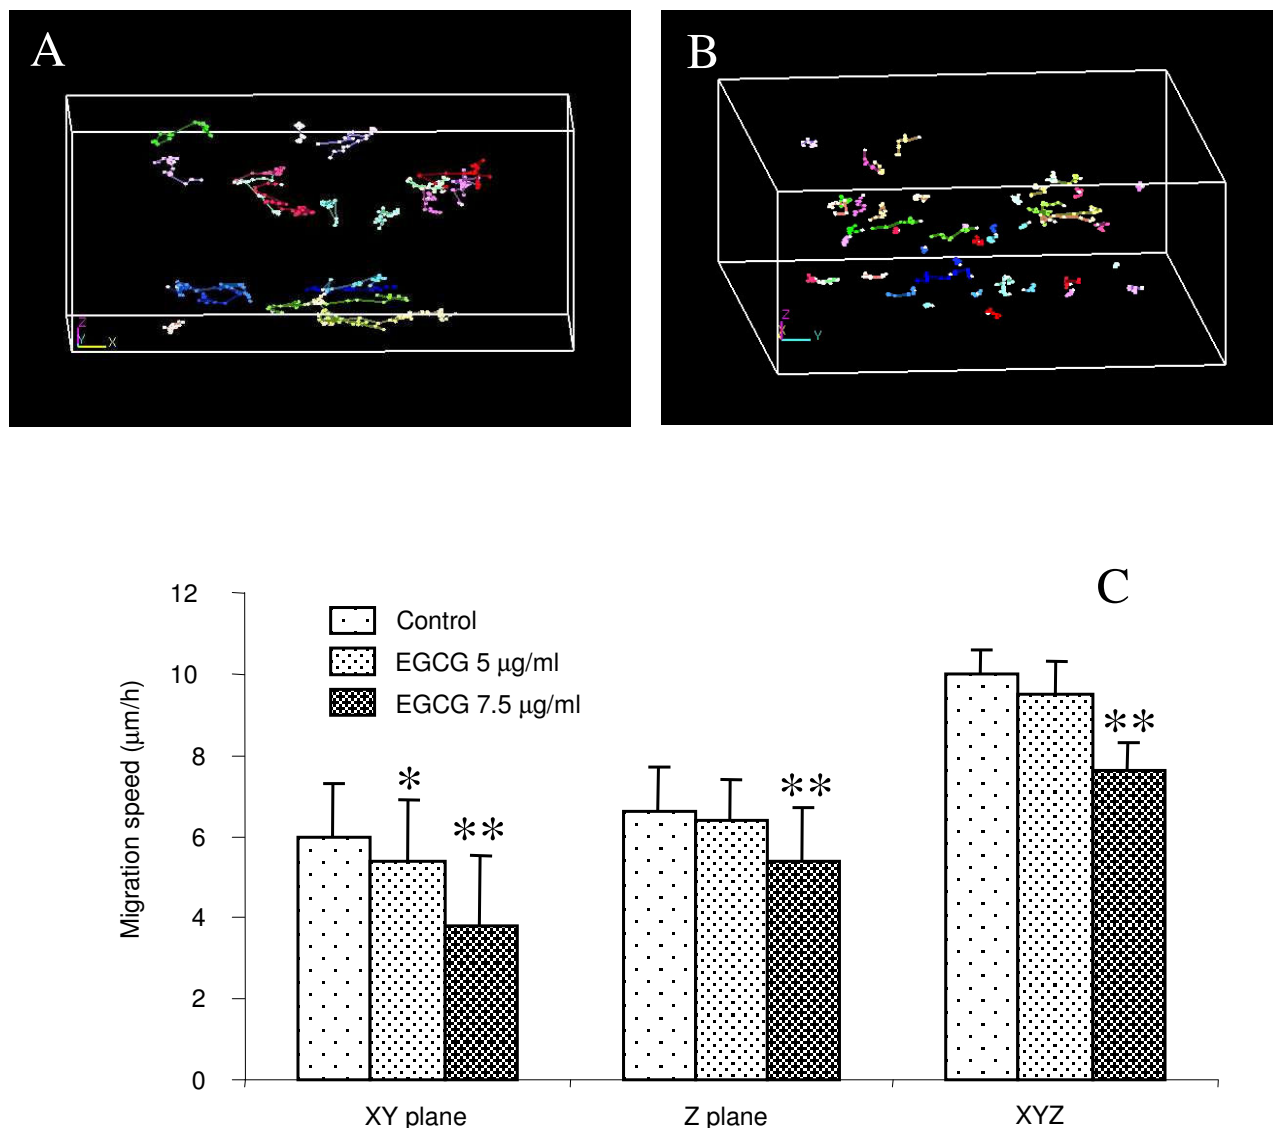 A
B
Z
Y
X
Z
Y
C
12
10
8
6
4
2
0
Migration speed (μm/h)
Control
EGCG 5 μg/ml
EGCG 7.5 μg/ml
*
**
**
**
XY plane
Z plane
XYZ